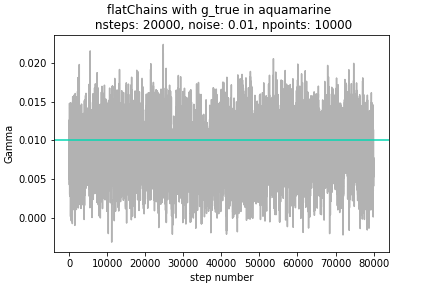 flatChains with g_true in aquamarine
nsteps: 20000, noise: 0.01, npoints: 10000
0.020
0.015
0.010
0.005
0.000
Gamma
0 10000 20000 30000 40000 50000 60000 70000 80000
step number